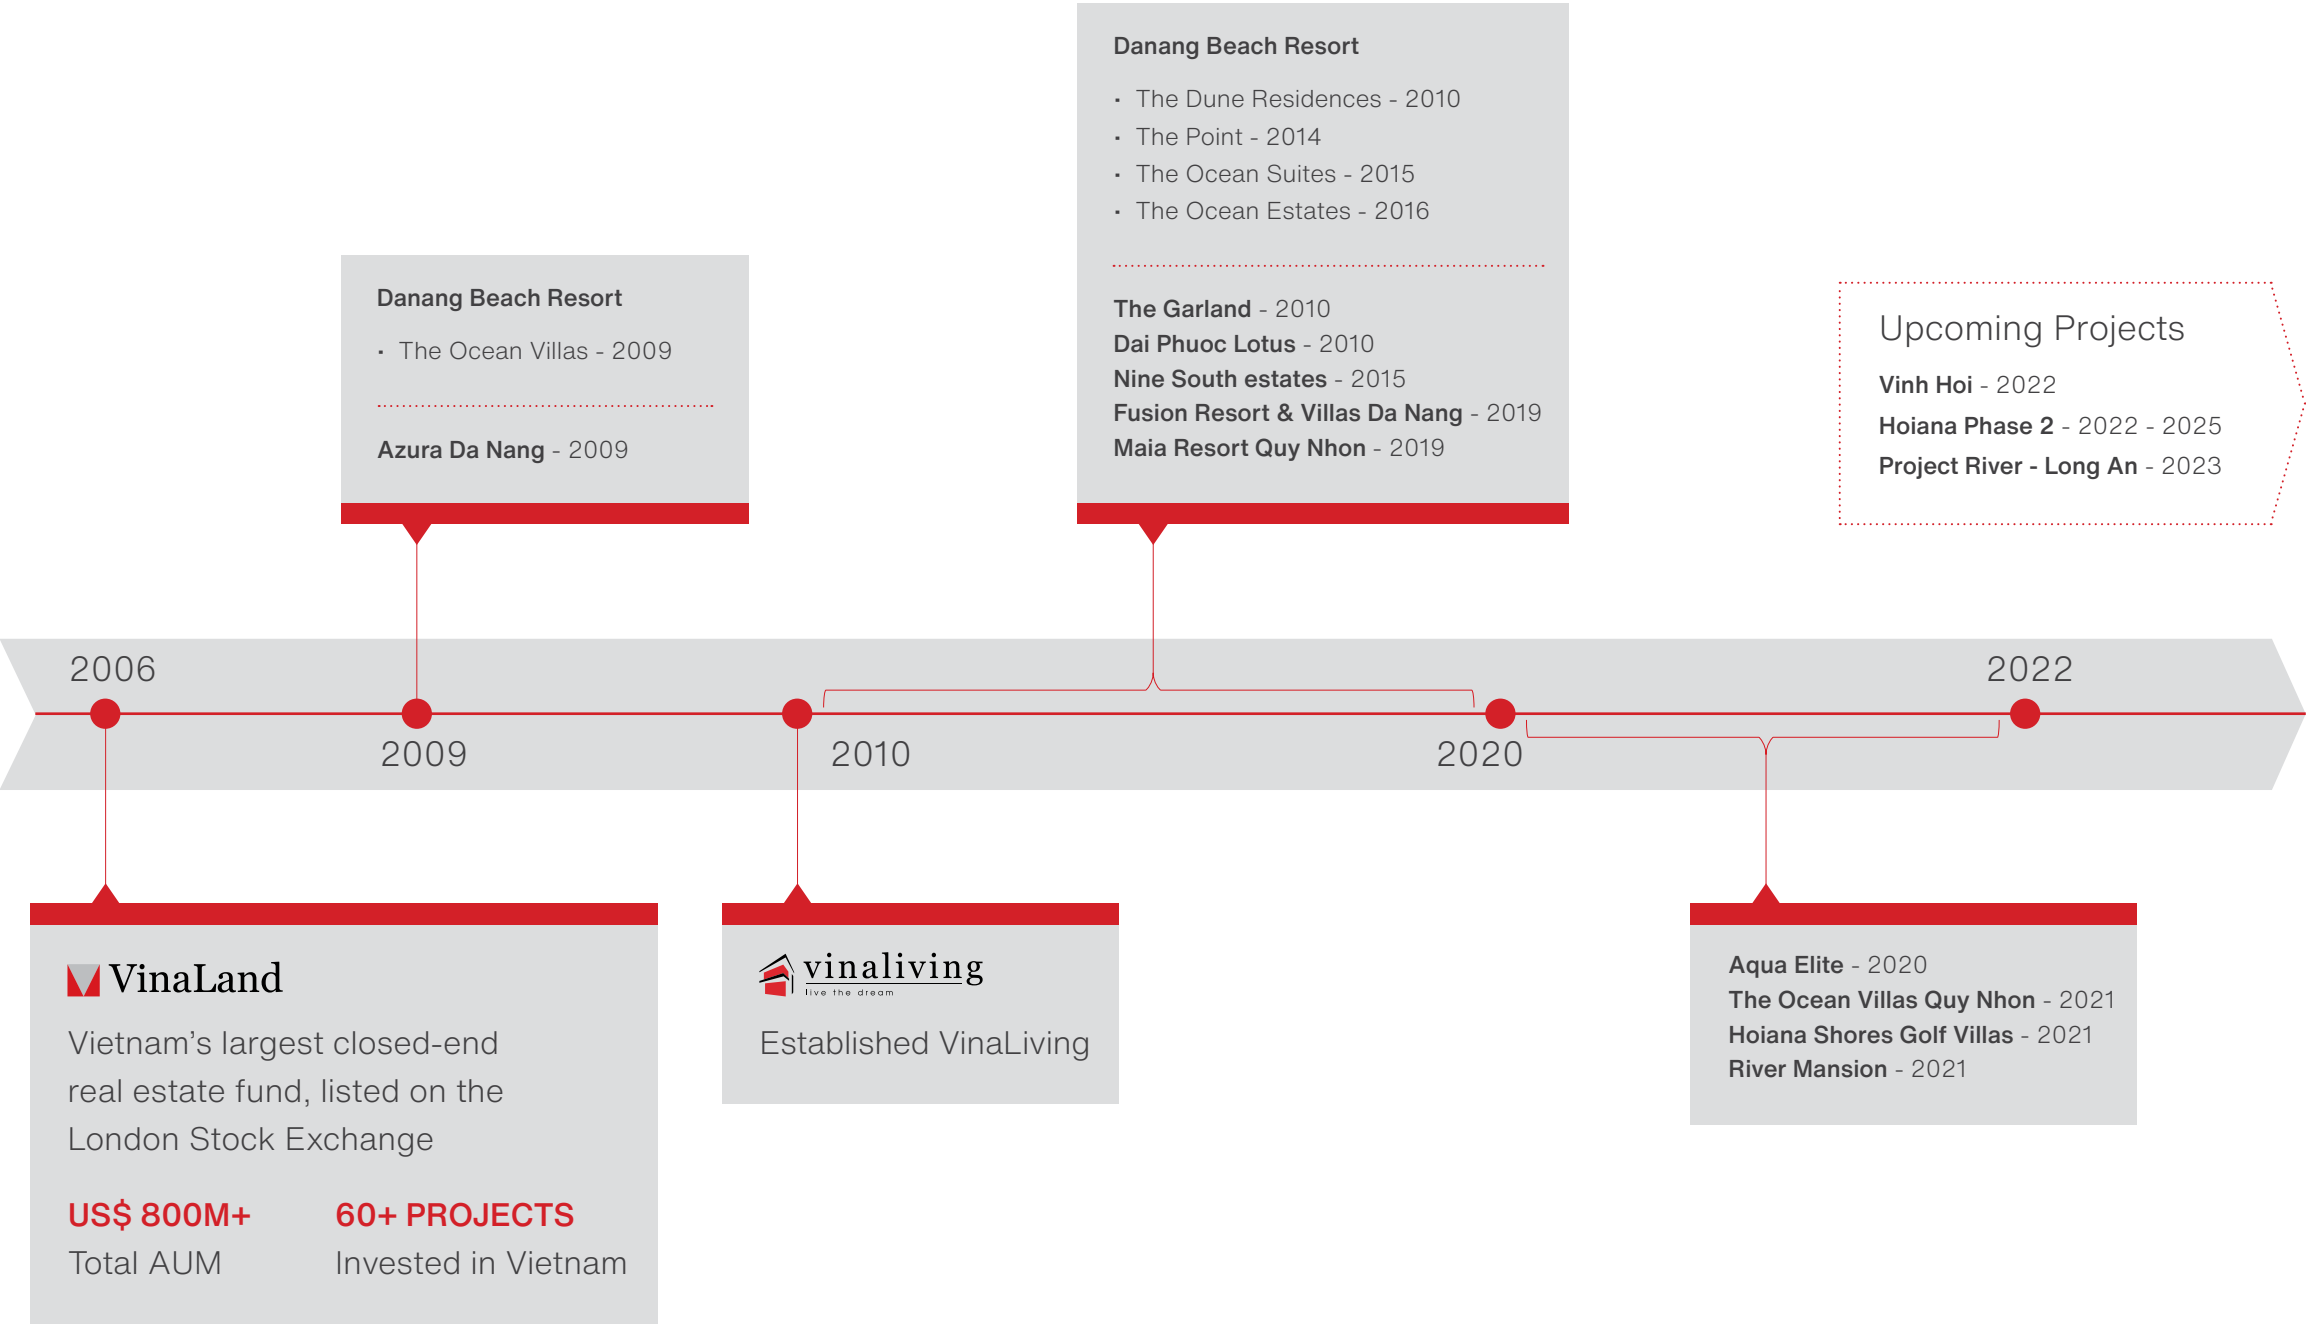 Danang Beach Resort
· The Dune Residences - 2010
· The Point - 2014
· The Ocean Suites - 2015
· The Ocean Estates - 2016
The Garland - 2010
Dai Phuoc Lotus - 2010
Nine South estates - 2015
Fusion Resort & Villas Da Nang - 2019
Maia Resort Quy Nhon - 2019
Danang Beach Resort
· The Ocean Villas - 2009
Azura Da Nang - 2009
Upcoming Projects
Vinh Hoi - 2022
Hoiana Phase 2 - 2022 - 2025
Project River - Long An - 2023
2006
2009
2010
2020
2022
VinaLand
Vietnam’s largest closed-end
real estate fund, listed on the
London Stock Exchange
US$ 800M+
Total AUM
60+ PROJECTS
Invested in Vietnam
vinaliving
live the dream
Established VinaLiving
Aqua Elite - 2020
The Ocean Villas Quy Nhon - 2021
Hoiana Shores Golf Villas - 2021
River Mansion - 2021